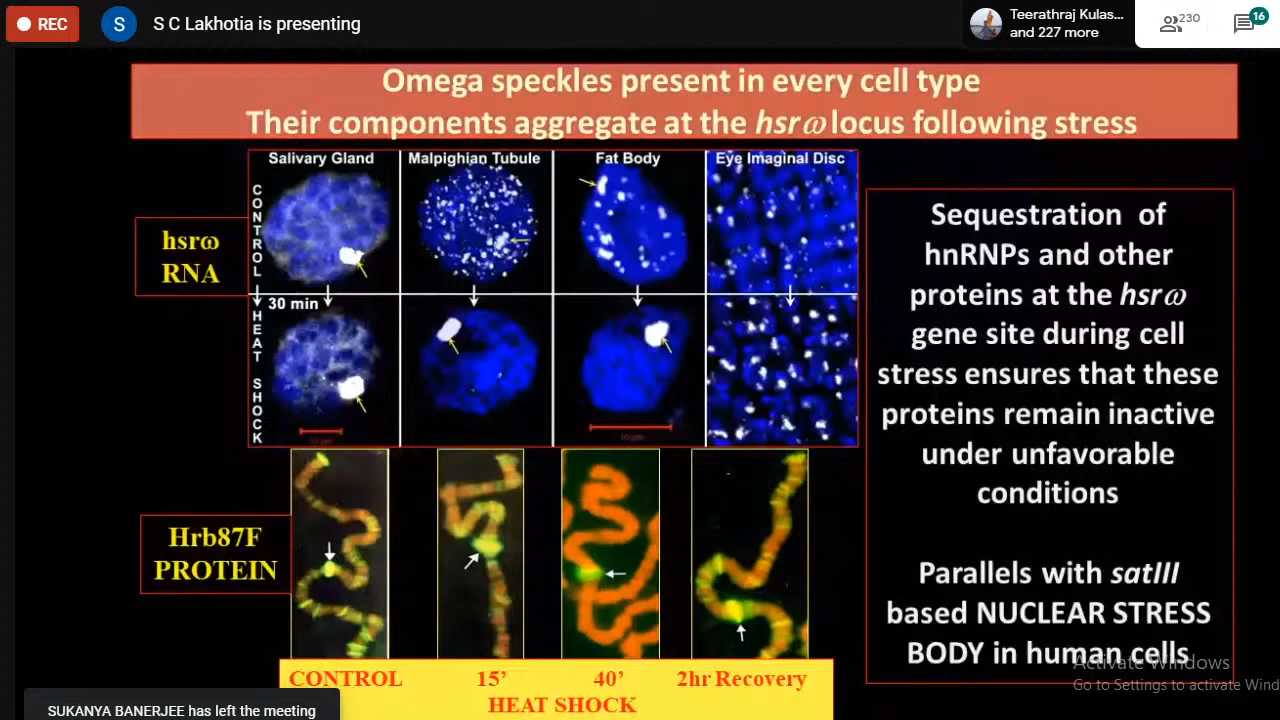 REC
S
S C Lakhotia is presenting
Teerathraj Kulas...
and 227 more
230
16
Omega speckles present in every cell type
Their components aggregate at the hsrω locus following stress
Salivary Gland
Malpighian Tubule
Fat Body
Eye Imaginal Disc
CONTROL
hsrω
RNA
30 min
HEAT SHOCK
Sequestration of
hnRNPs and other
proteins at the hsrω
gene site during cell
stress ensures that these
proteins remain inactive
under unfavorable
conditions
Parallels with satIII
based NUCLEAR STRESS
BODY in human cells
Hrb87F
PROTEIN
CONTROL
15’
40’
2hr Recovery
HEAT SHOCK
Activate Windows
Go to Settings to activate Wind
SUKANYA BANERJEE has left the meeting